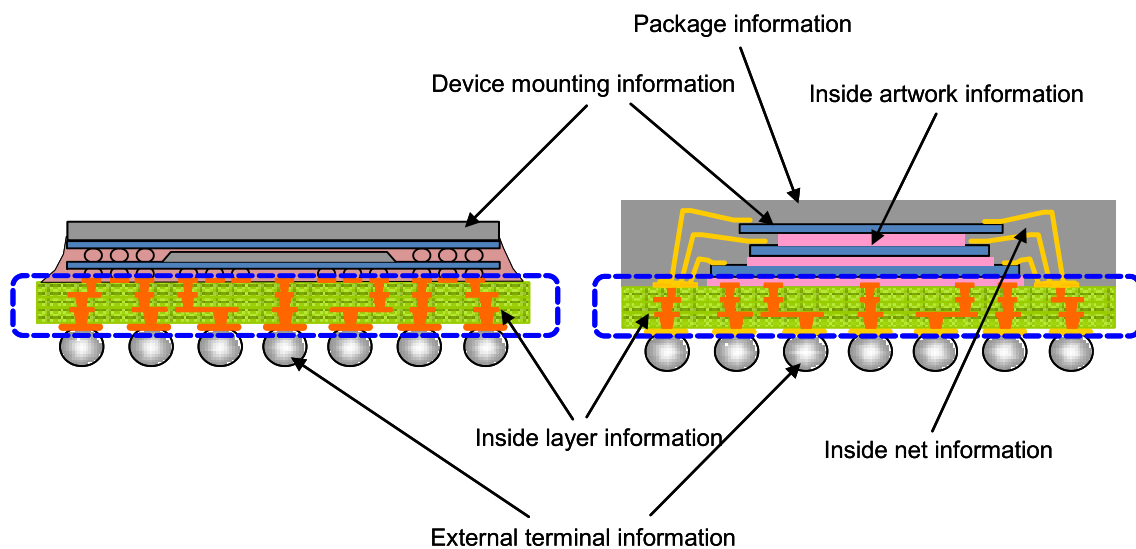 Package information
Device mounting information
Inside artwork information
Inside layer information
Inside net information
External terminal information